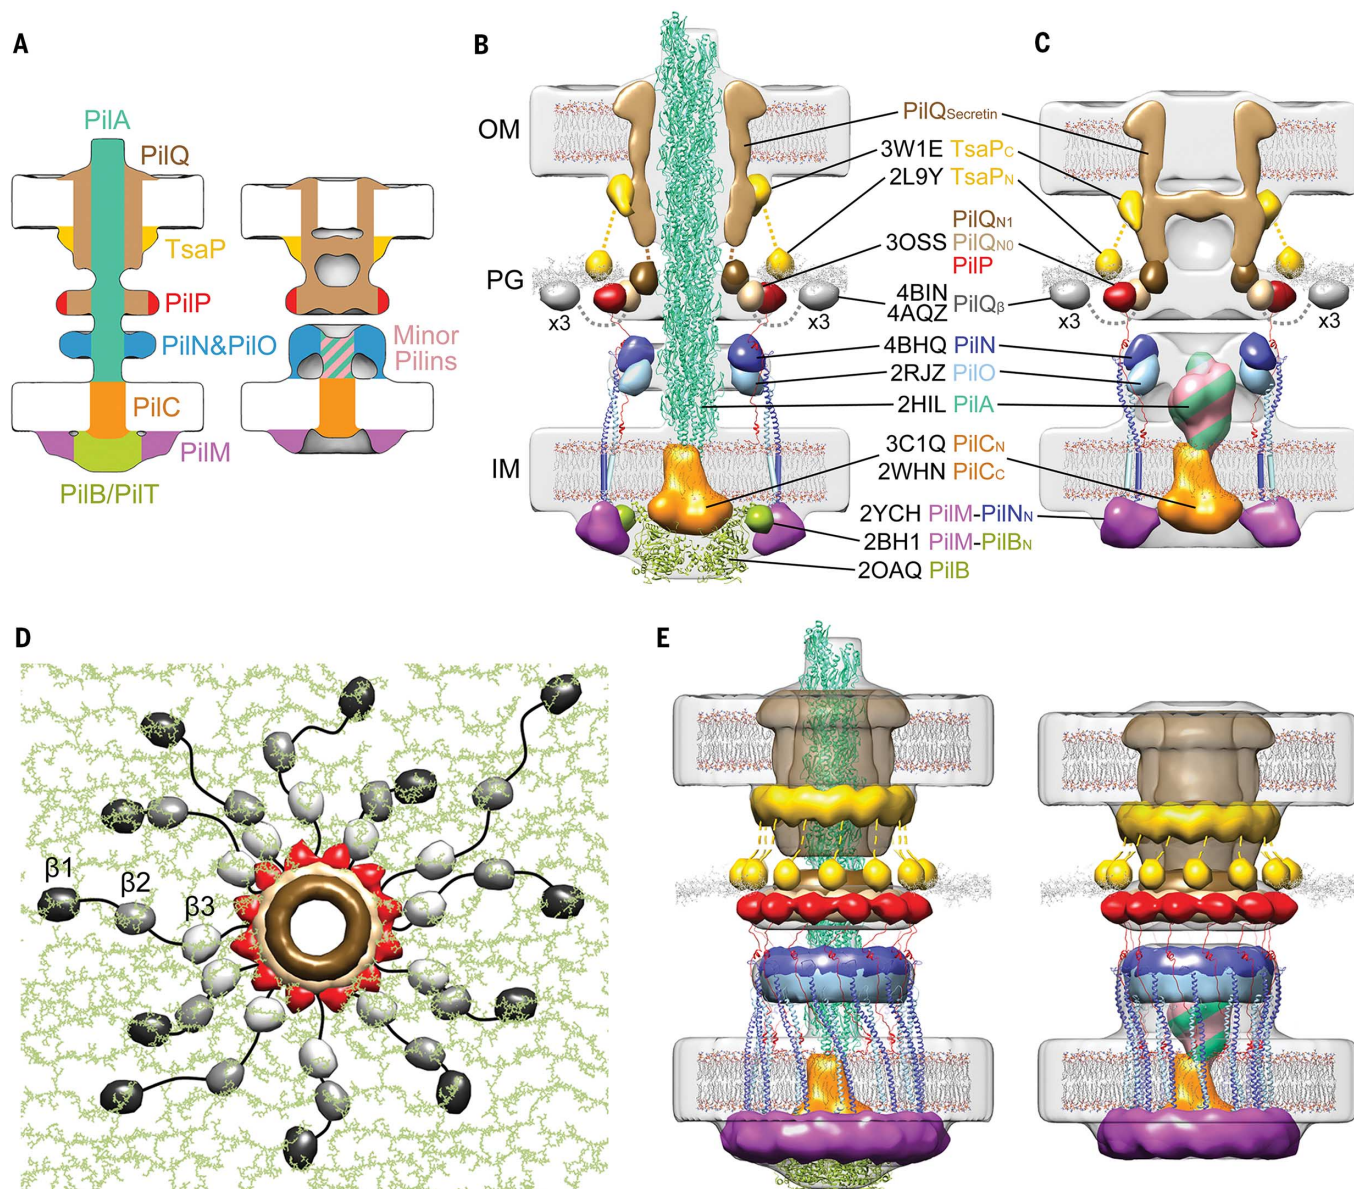 A
PilA
PilQ
TsaP
PilP
PilN&PilO
Minor
Pilins
PilC
PilM
PilB/PilT
B
C
OM
PG
IM
PilQSecretin
3W1E TsaPC
2L9Y TsaPN
PilQN1
3OSS PilQN0
PilP
4BIN
4AQZ PilQβ
x3
x3
x3
x3
4BHQ PilN
2RJZ PilO
2HIL PilA
3C1Q PilCN
2WHN PilCC
2YCH PilM-PilNN
2BH1 PilM-PilBN
2OAQ PilB
D
β1
β2
β3
E